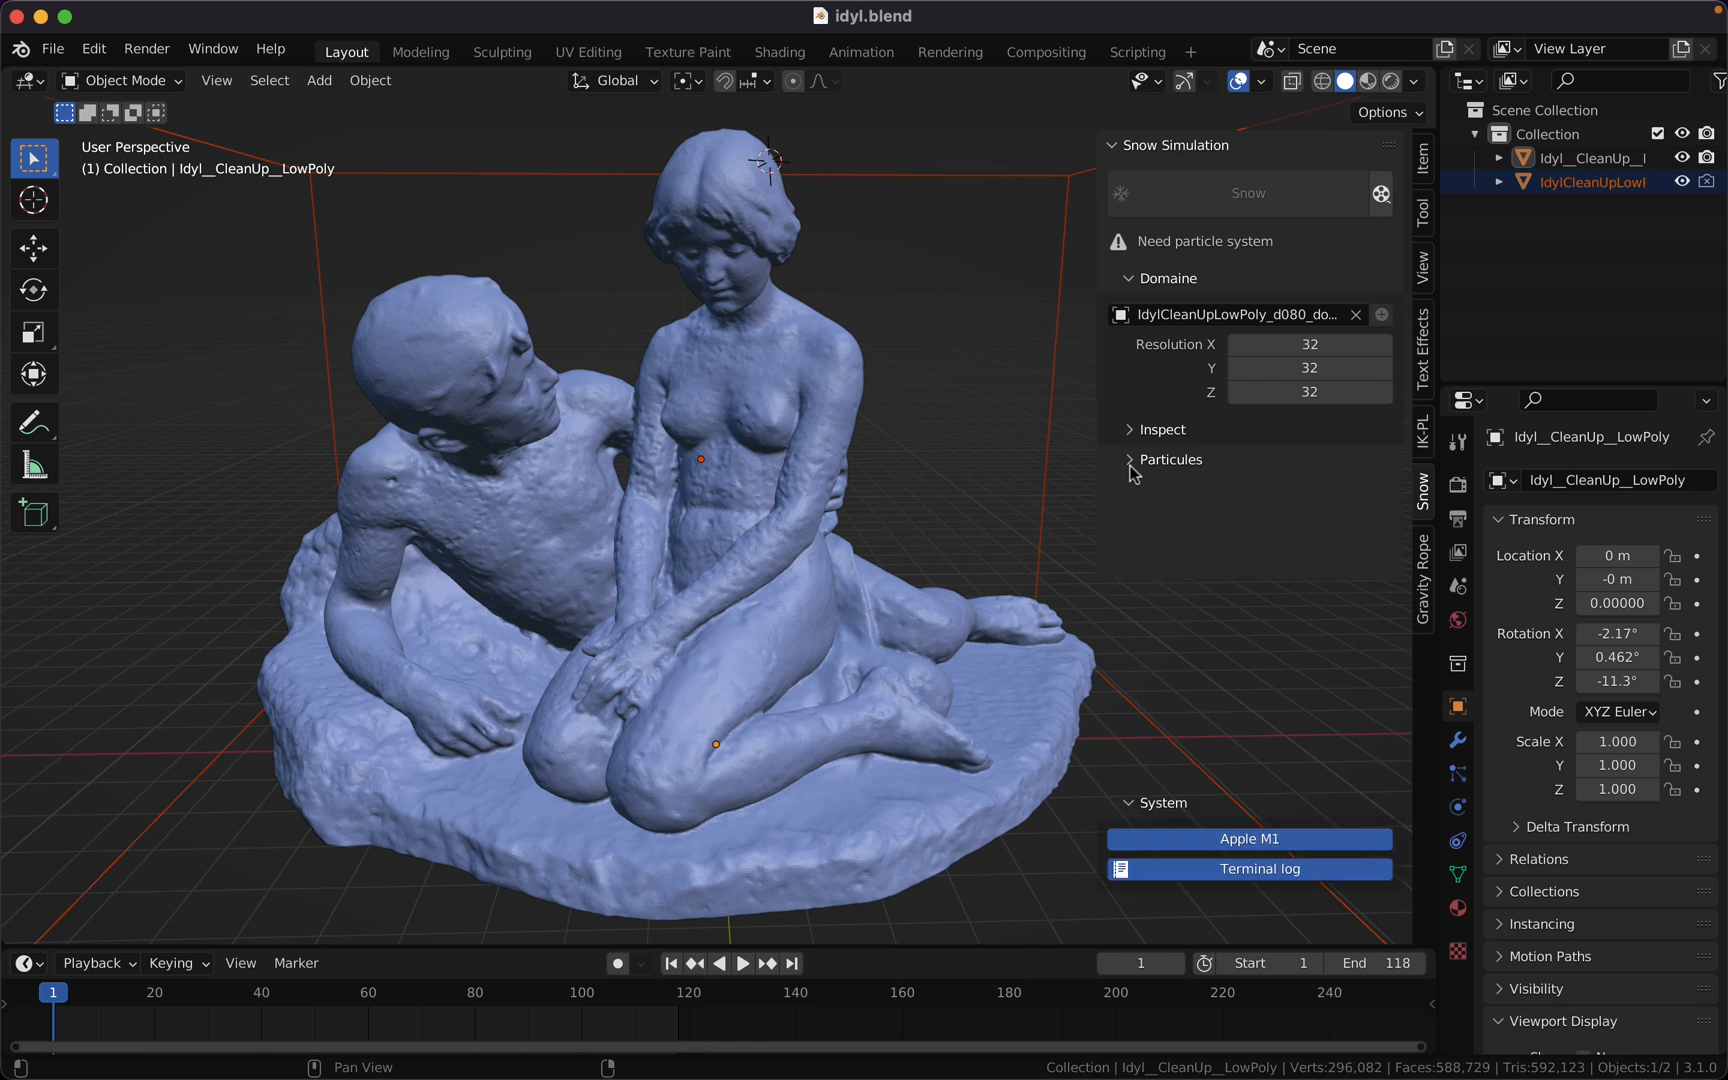 idyl.blend
File Edit Render Window Help
Layout Modeling Sculpting UV Editing Texture Paint Shading Animation Rendering Compositing Scripting +
Scene
View Layer
Object Mode View Select Add Object
Global
Options
User Perspective
(1) Collection | Idyl__CleanUp__LowPoly
Snow Simulation
Snow
Need particle system
Domaine
IdylCleanUpLowPoly_d080_do...
Resolution X 32
Y 32
Z 32
Inspect
Particules
System
Apple M1
Terminal log
Item
Tool
View
Text Effects
IK-PL
Snow
Gravity Rope
Scene Collection
Collection
Idyl__CleanUp__l
IdylCleanUpLowl
Idyl__CleanUp__LowPoly
Idyl__CleanUp__LowPoly
Transform
Location X 0 m
Y -0 m
Z 0.00000
Rotation X -2.17°
Y 0.462°
Z -11.3°
Mode XYZ Euler
Scale X 1.000
Y 1.000
Z 1.000
Delta Transform
Relations
Collections
Instancing
Motion Paths
Visibility
Viewport Display
Playback Keying View Marker
1
Start 1
End 118
1 20 40 60 80 100 120 140 160 180 200 220 240
Pan View
Collection | Idyl__CleanUp__LowPoly | Verts:296,082 | Faces:588,729 | Tris:592,123 | Objects:1/2 | 3.1.0